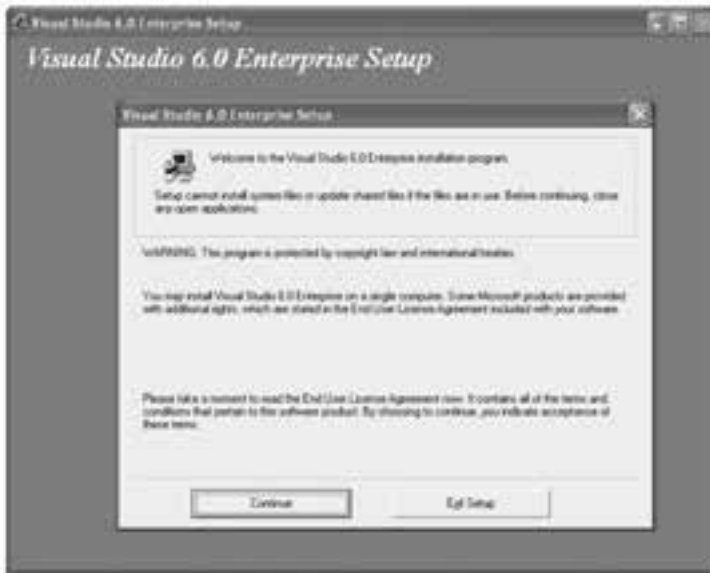 Visual Studio 6.0 Enterprise Setup
Visual Studio 6.0 Enterprise Setup
Visual Studio 6.0 Enterprise Setup
Welcome to the Visual Studio 6.0 Enterprise installation program.
Setup cannot install system files or update shared files if the files are in use. Before continuing, close
any open applications.
WARNING: This program is protected by copyright law and international treaties.
You may install Visual Studio 6.0 Enterprise on a single computer. Some Microsoft products are provided
with additional rights, which are stated in the End User License Agreement included with your software.
Please take a moment to read the End User License Agreement now. It contains all of the terms and
conditions that pertain to this software product. By choosing to continue, you indicate acceptance of
these terms.
Continue
Exit Setup